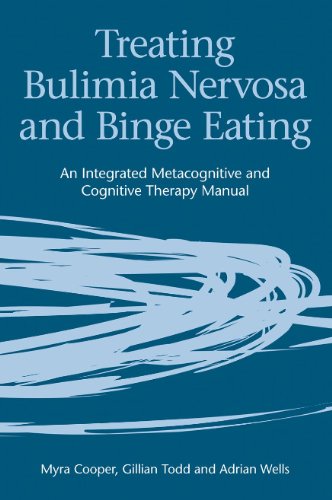 Treating
Bulimia Nervosa
and Binge Eating
An Integrated Metacognitive and
Cognitive Therapy Manual
Myra Cooper, Gillian Todd and Adrian Wells